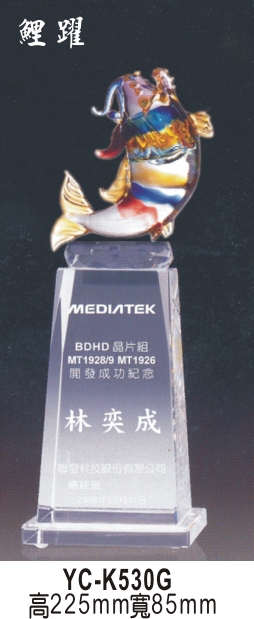 鯉躍
MEDIATEK
BDHD 晶片組
MT1928/9 MT1926
開發成功紀念
林奕成
聯發科技股份有限公司
YC-K530G
高225mm寬85mm